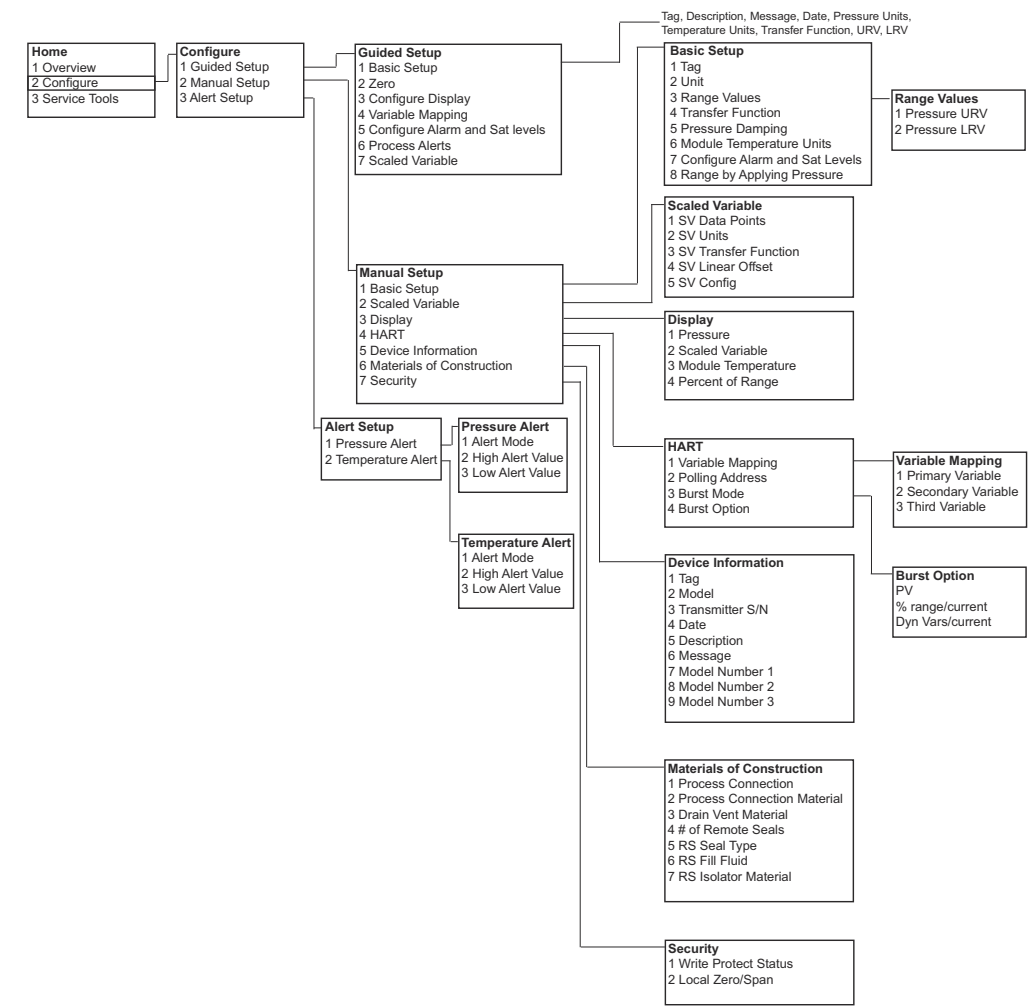 Tag, Description, Message, Date, Pressure Units,
Temperature Units, Transfer Function, URV, LRV
Home
1 Overview
2 Configure
3 Service Tools
Configure
1 Guided Setup
2 Manual Setup
3 Alert Setup
Guided Setup
1 Basic Setup
2 Zero
3 Configure Display
4 Variable Mapping
5 Configure Alarm and Sat levels
6 Process Alerts
7 Scaled Variable
Basic Setup
1 Tag
2 Unit
3 Range Values
4 Transfer Function
5 Pressure Damping
6 Module Temperature Units
7 Configure Alarm and Sat Levels
8 Range by Applying Pressure
Range Values
1 Pressure URV
2 Pressure LRV
Scaled Variable
1 SV Data Points
2 SV Units
3 SV Transfer Function
4 SV Linear Offset
5 SV Config
Manual Setup
1 Basic Setup
2 Scaled Variable
3 Display
4 HART
5 Device Information
6 Materials of Construction
7 Security
Display
1 Pressure
2 Scaled Variable
3 Module Temperature
4 Percent of Range
Alert Setup
1 Pressure Alert
2 Temperature Alert
Pressure Alert
1 Alert Mode
2 High Alert Value
3 Low Alert Value
HART
1 Variable Mapping
2 Polling Address
3 Burst Mode
4 Burst Option
Variable Mapping
1 Primary Variable
2 Secondary Variable
3 Third Variable
Temperature Alert
1 Alert Mode
2 High Alert Value
3 Low Alert Value
Device Information
1 Tag
2 Model
3 Transmitter S/N
4 Date
5 Description
6 Message
7 Model Number 1
8 Model Number 2
9 Model Number 3
Burst Option
PV
% range/current
Dyn Vars/current
Materials of Construction
1 Process Connection
2 Process Connection Material
3 Drain Vent Material
4 # of Remote Seals
5 RS Seal Type
6 RS Fill Fluid
7 RS Isolator Material
Security
1 Write Protect Status
2 Local Zero/Span